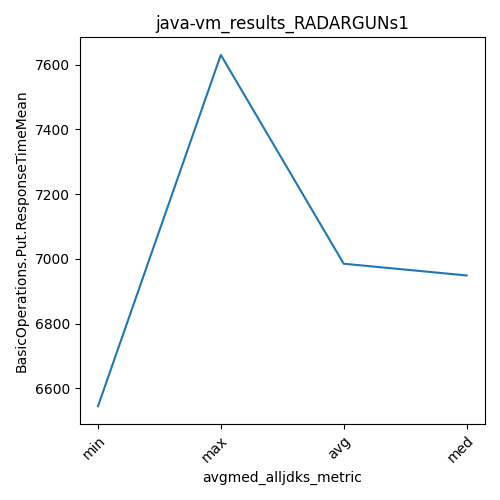 java-vm_results_RADARGUNs1
BasicOperations.Put.ResponseTimeMean
7600
7400
7200
7000
6800
6600
min
max
avg
med
avgmed_alljdks_metric